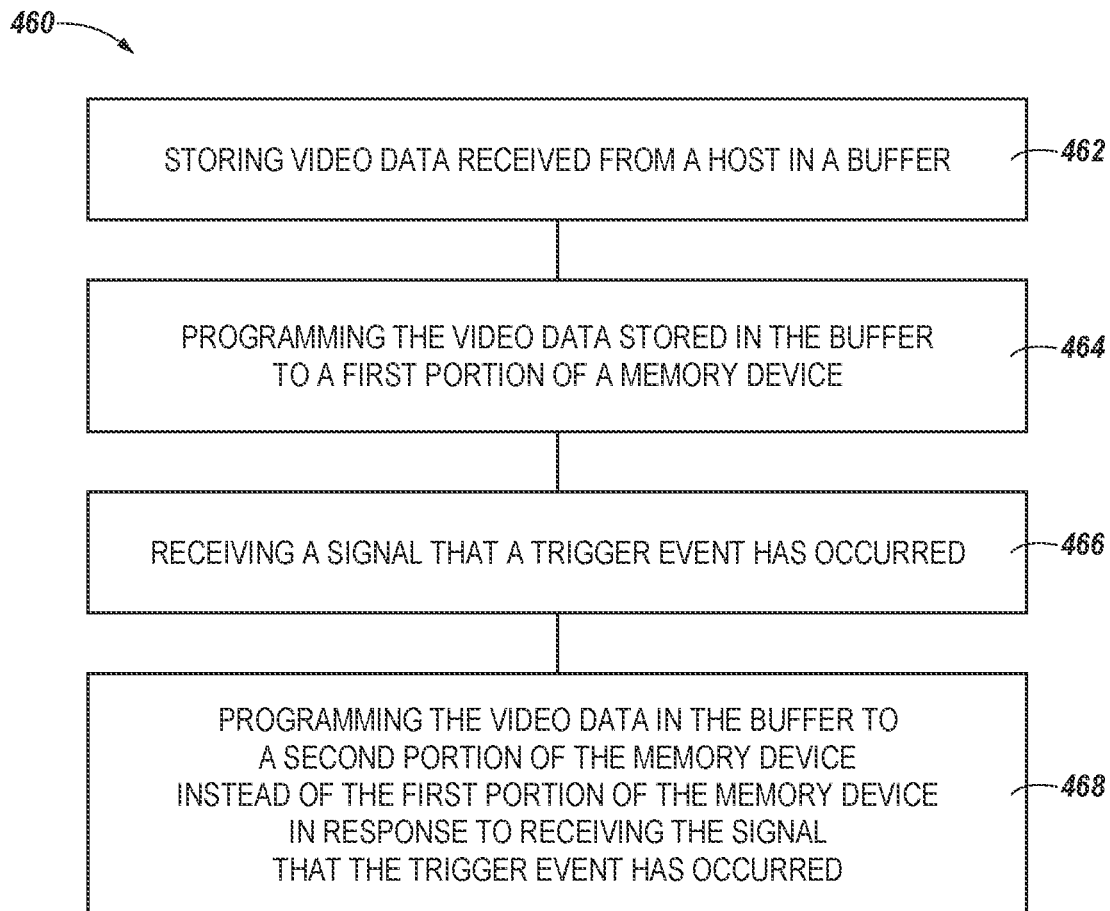 460
STORING VIDEO DATA RECEIVED FROM A HOST IN A BUFFER
462
PROGRAMMING THE VIDEO DATA STORED IN THE BUFFER
TO A FIRST PORTION OF A MEMORY DEVICE
464
RECEIVING A SIGNAL THAT A TRIGGER EVENT HAS OCCURRED
466
PROGRAMMING THE VIDEO DATA IN THE BUFFER TO
A SECOND PORTION OF THE MEMORY DEVICE
INSTEAD OF THE FIRST PORTION OF THE MEMORY DEVICE
IN RESPONSE TO RECEIVING THE SIGNAL
THAT THE TRIGGER EVENT HAS OCCURRED
468